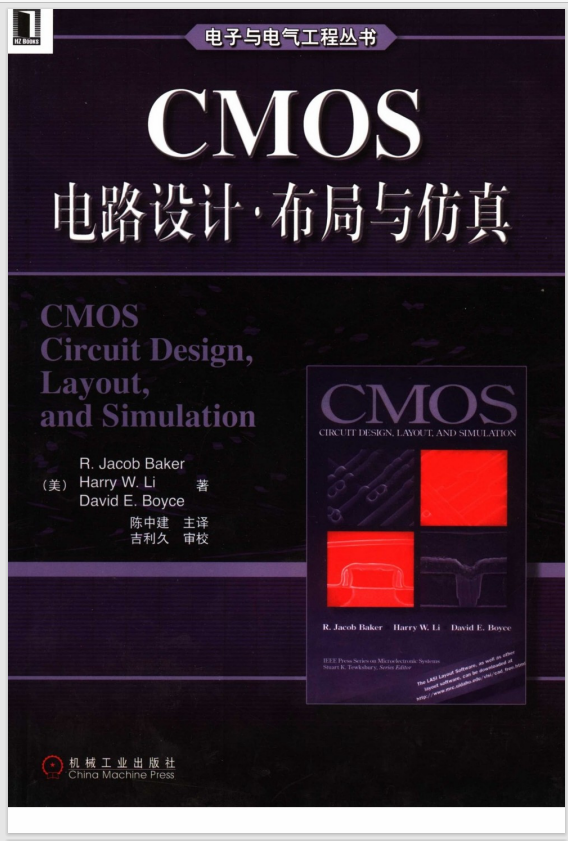 HZ Books
电子与电气工程丛书
CMOS
电路设计·布局与仿真
CMOS
Circuit Design,
Layout,
and Simulation
(美) R. Jacob Baker
Harry W. Li
David E. Boyce 著
陈中建 主译
吉利久 审校
CMOS
CIRCUIT DESIGN, LAYOUT, AND SIMULATION
R. Jacob Baker Harry W. Li David E. Boyce
IEEE Press Series on Microelectronic Systems
Stuart K. Tewksbury, Series Editor
The LASI Layout Software, as well as other
layout software, can be downloaded at
机械工业出版社
China Machine Press